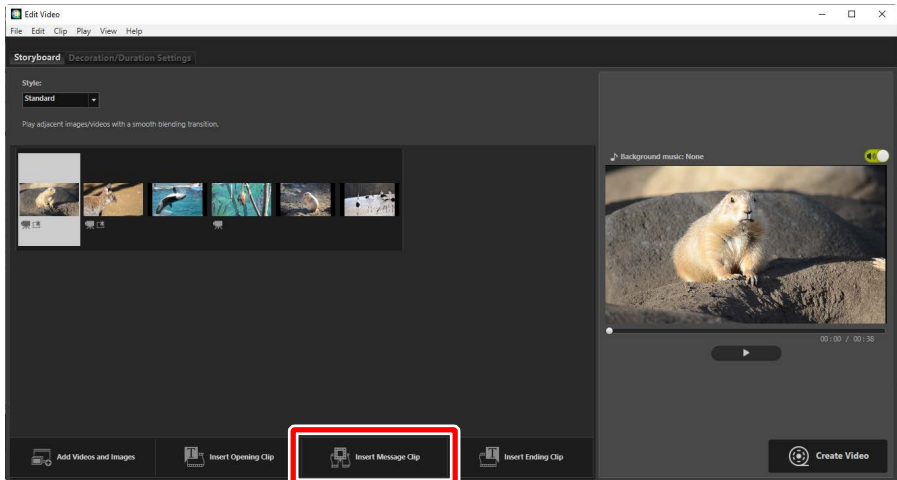 Edit Video
File Edit Clip Play View Help
Storyboard Decoration/Duration Settings
Style:
Standard
Play adjacent images/videos with a smooth blending transition.
Background music: None
00:00 / 00:38
Add Videos and Images
Insert Opening Clip
Insert Message Clip
Insert Ending Clip
Create Video